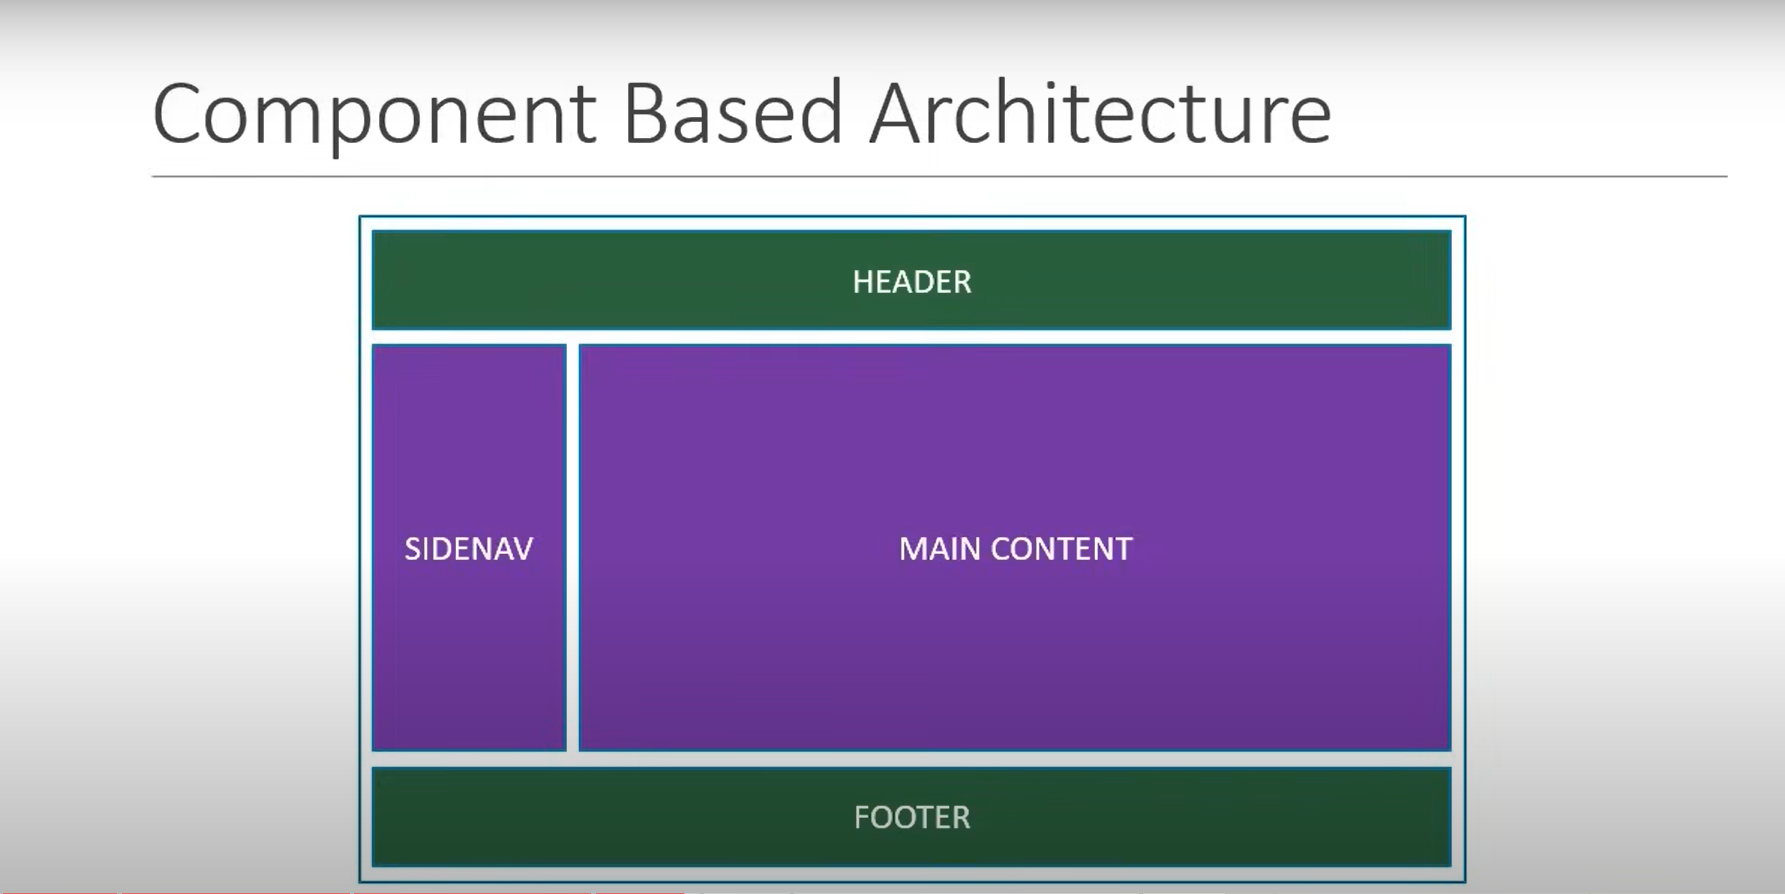 Component Based Architecture
HEADER
SIDENAV
MAIN CONTENT
FOOTER